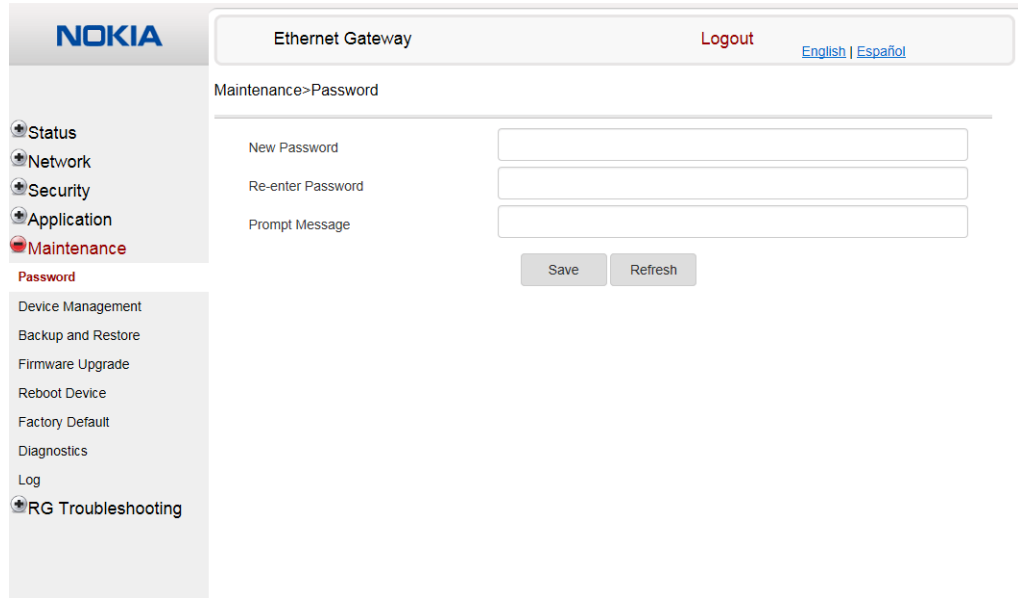 NOKIA
Ethernet Gateway
Logout
English | Español
Maintenance>Password
Status
Network
Security
Application
Maintenance
Password
Device Management
Backup and Restore
Firmware Upgrade
Reboot Device
Factory Default
Diagnostics
Log
RG Troubleshooting
New Password
Re-enter Password
Prompt Message
Save
Refresh